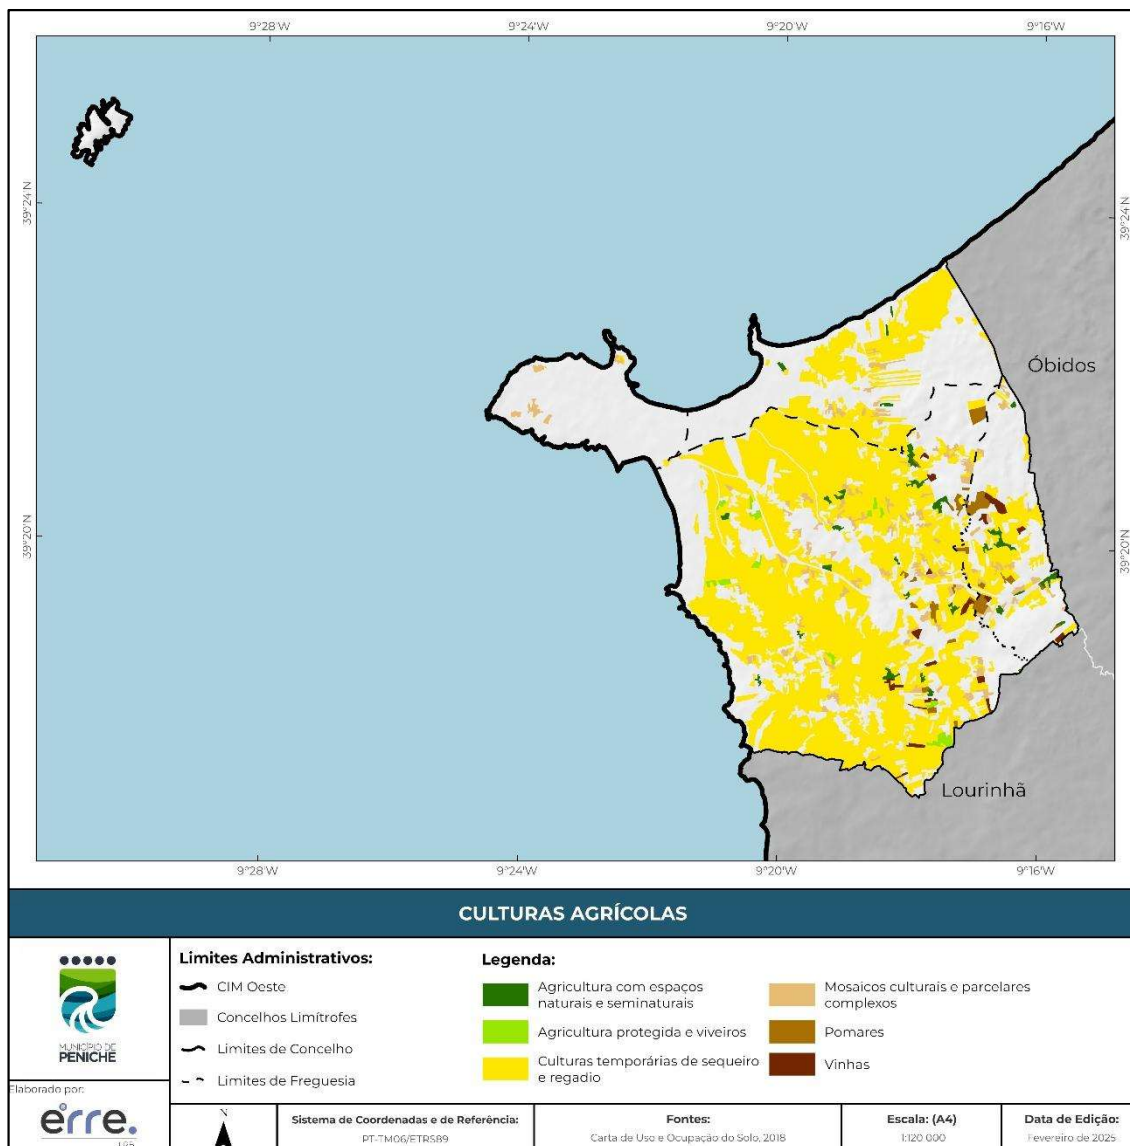 9°28'W
9°24'W
9°20'W
9°16'W
39°24'N
39°24'N
Óbidos
39°20'N
39°20'N
Lourinhã
9°28'W
9°24'W
9°20'W
9°16'W
CULTURAS AGRÍCOLAS
MUNICÍPIO DE
PENICHE
Limites Administrativos:
CIM Oeste
Concelhos Limítrofes
Limites de Concelho
Limites de Freguesia
Legenda:
Agricultura com espaços
naturais e seminaturais
Agricultura protegida e viveiros
Culturas temporárias de sequeiro
e regadio
Mosaicos culturais e parcelares
complexos
Pomares
Vinhas
Elaborado por:
erre.
N
Sistema de Coordenadas e de Referência:
PT-TM06/ETRS89
Fontes:
Carta de Uso e Ocupação do Solo, 2018
Escala: (A4)
1:120 000
Data de Edição:
Fevereiro de 2025